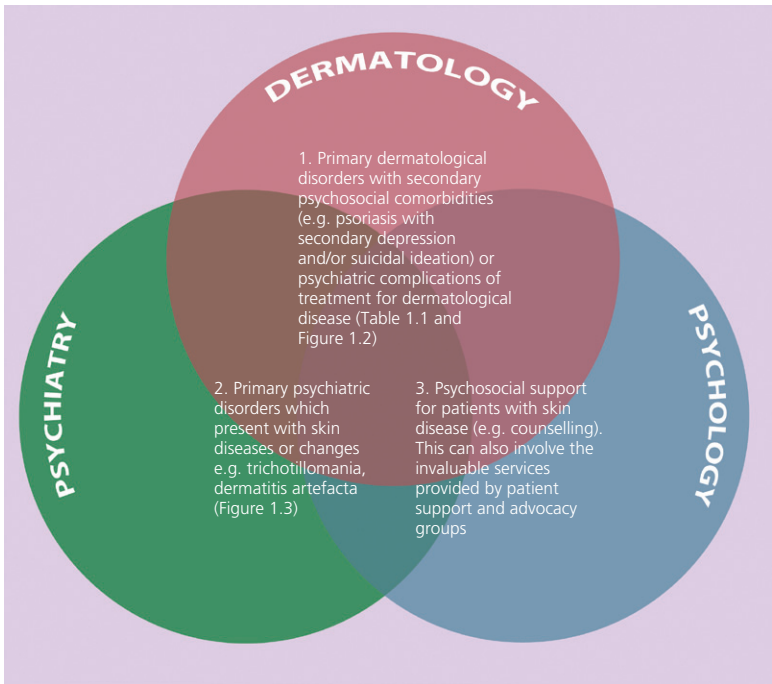 DERMATOLOGY
1. Primary dermatological
disorders with secondary
psychosocial comorbidities
(e.g. psoriasis with
secondary depression
and/or suicidal ideation) or
psychiatric complications of
treatment for dermatological
disease (Table 1.1 and
Figure 1.2)
PSYCHIATRY
2. Primary psychiatric
disorders which
present with skin
diseases or changes
e.g. trichotillomania,
dermatitis artefacta
(Figure 1.3)
3. Psychosocial support
for patients with skin
disease (e.g. counselling).
This can also involve the
invaluable services
provided by patient
support and advocacy
groups
PSYCHOLOGY